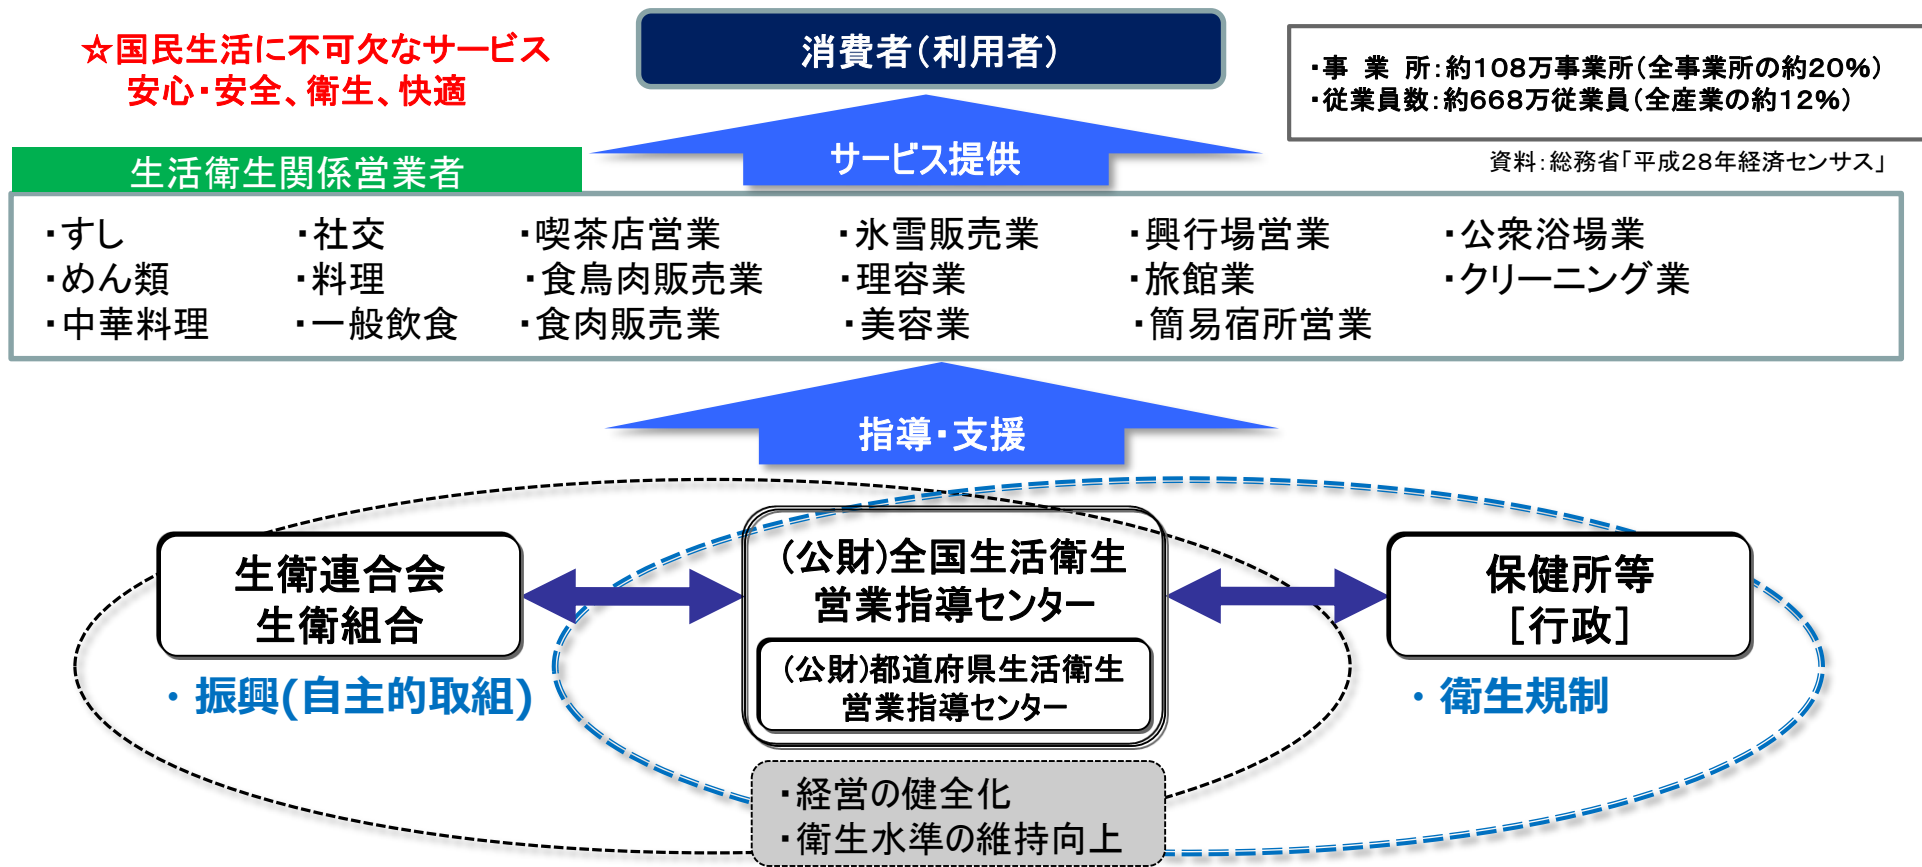 ☆国民生活に不可欠なサービス
安心・安全、衛生、快適
消費者（利用者）
・事 業 所：約108万事業所（全事業所の約20%）
・従業員数：約668万従業員（全産業の約12%）
資料：総務省「平成28年経済センサス」
サービス提供
生活衛生関係営業者
・すし
・めん類
・中華料理
・社交
・料理
・一般飲食
・喫茶店営業
・食鳥肉販売業
・食肉販売業
・氷雪販売業
・理容業
・美容業
・興行場営業
・旅館業
・簡易宿所営業
・公衆浴場業
・クリーニング業
指導・支援
生衛連合会
生衛組合
・振興(自主的取組)
（公財）全国生活衛生
営業指導センター
（公財）都道府県生活衛生
営業指導センター
保健所等
［行政］
・衛生規制
・経営の健全化
・衛生水準の維持向上